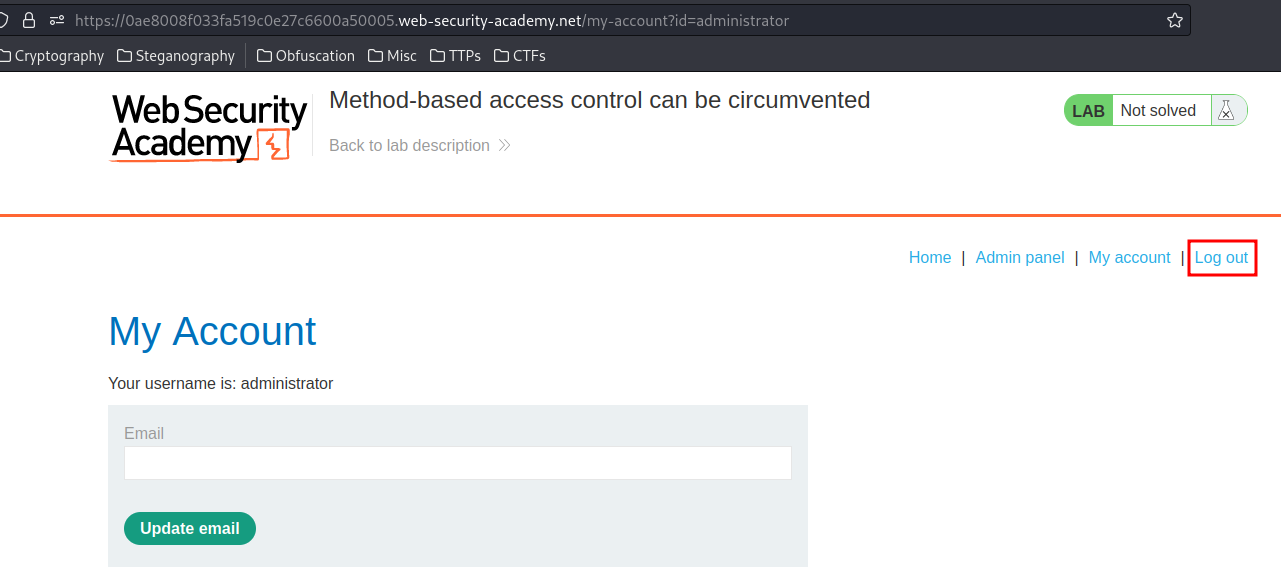 https://0ae8008f033fa519c0e27c6600a50005.web-security-academy.net/my-account?id=administrator
Cryptography Steganography Obfuscation Misc TTPs CTFs
WebSecurity Academy
Method-based access control can be circumvented
Back to lab description
LAB Not solved
Home | Admin panel | My account | Log out
My Account
Your username is: administrator
Email
Update email